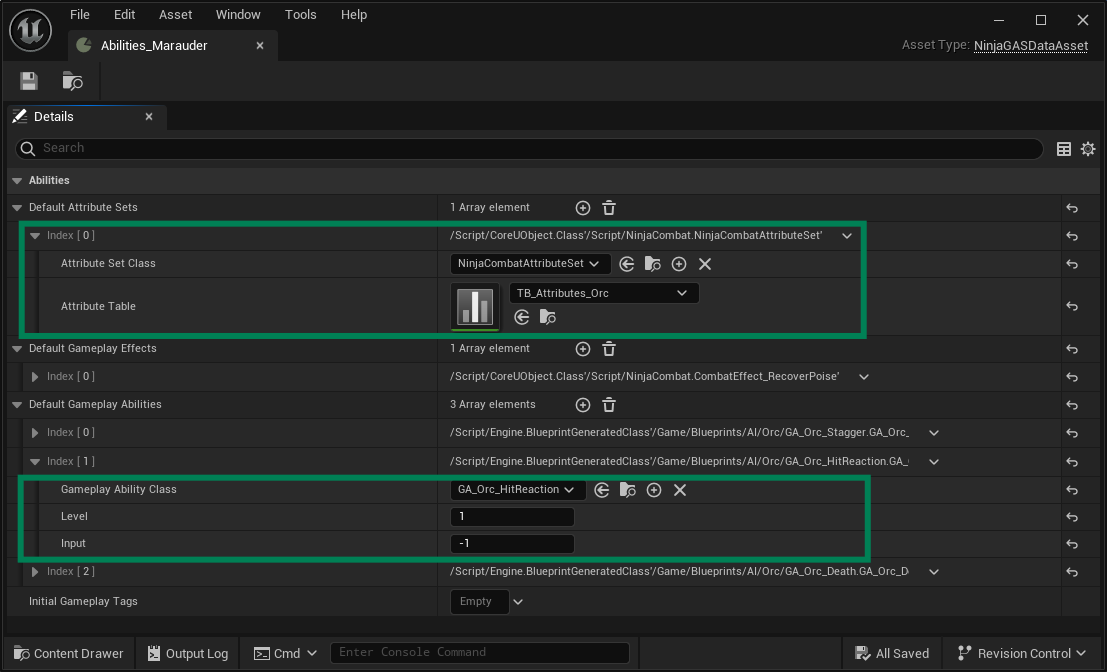 File Edit Asset Window Tools Help
Abilities_Marauder
Asset Type: NinjaGASDataAsset
Details
Search
Abilities
Default Attribute Sets 1 Array element
Index [ 0 ] /Script/CoreUObject.Class'/Script/NinjaCombat.NinjaCombatAttributeSet'
Attribute Set Class NinjaCombatAttributeSet
Attribute Table TB_Attributes_Orc
Default Gameplay Effects 1 Array element
Index [ 0 ] /Script/CoreUObject.Class'/Script/NinjaCombat.CombatEffect_RecoverPoise'
Default Gameplay Abilities 3 Array elements
Index [ 0 ] /Script/Engine.BlueprintGeneratedClass'/Game/Blueprints/AI/Orc/GA_Orc_Stagger.GA_Orc_
Index [ 1 ] /Script/Engine.BlueprintGeneratedClass'/Game/Blueprints/AI/Orc/GA_Orc_HitReaction.GA_
Gameplay Ability Class GA_Orc_HitReaction
Level 1
Input -1
Index [ 2 ] /Script/Engine.BlueprintGeneratedClass'/Game/Blueprints/AI/Orc/GA_Orc_Death.GA_Orc_D
Initial Gameplay Tags Empty
Content Drawer Output Log Cmd Enter Console Command All Saved Revision Control